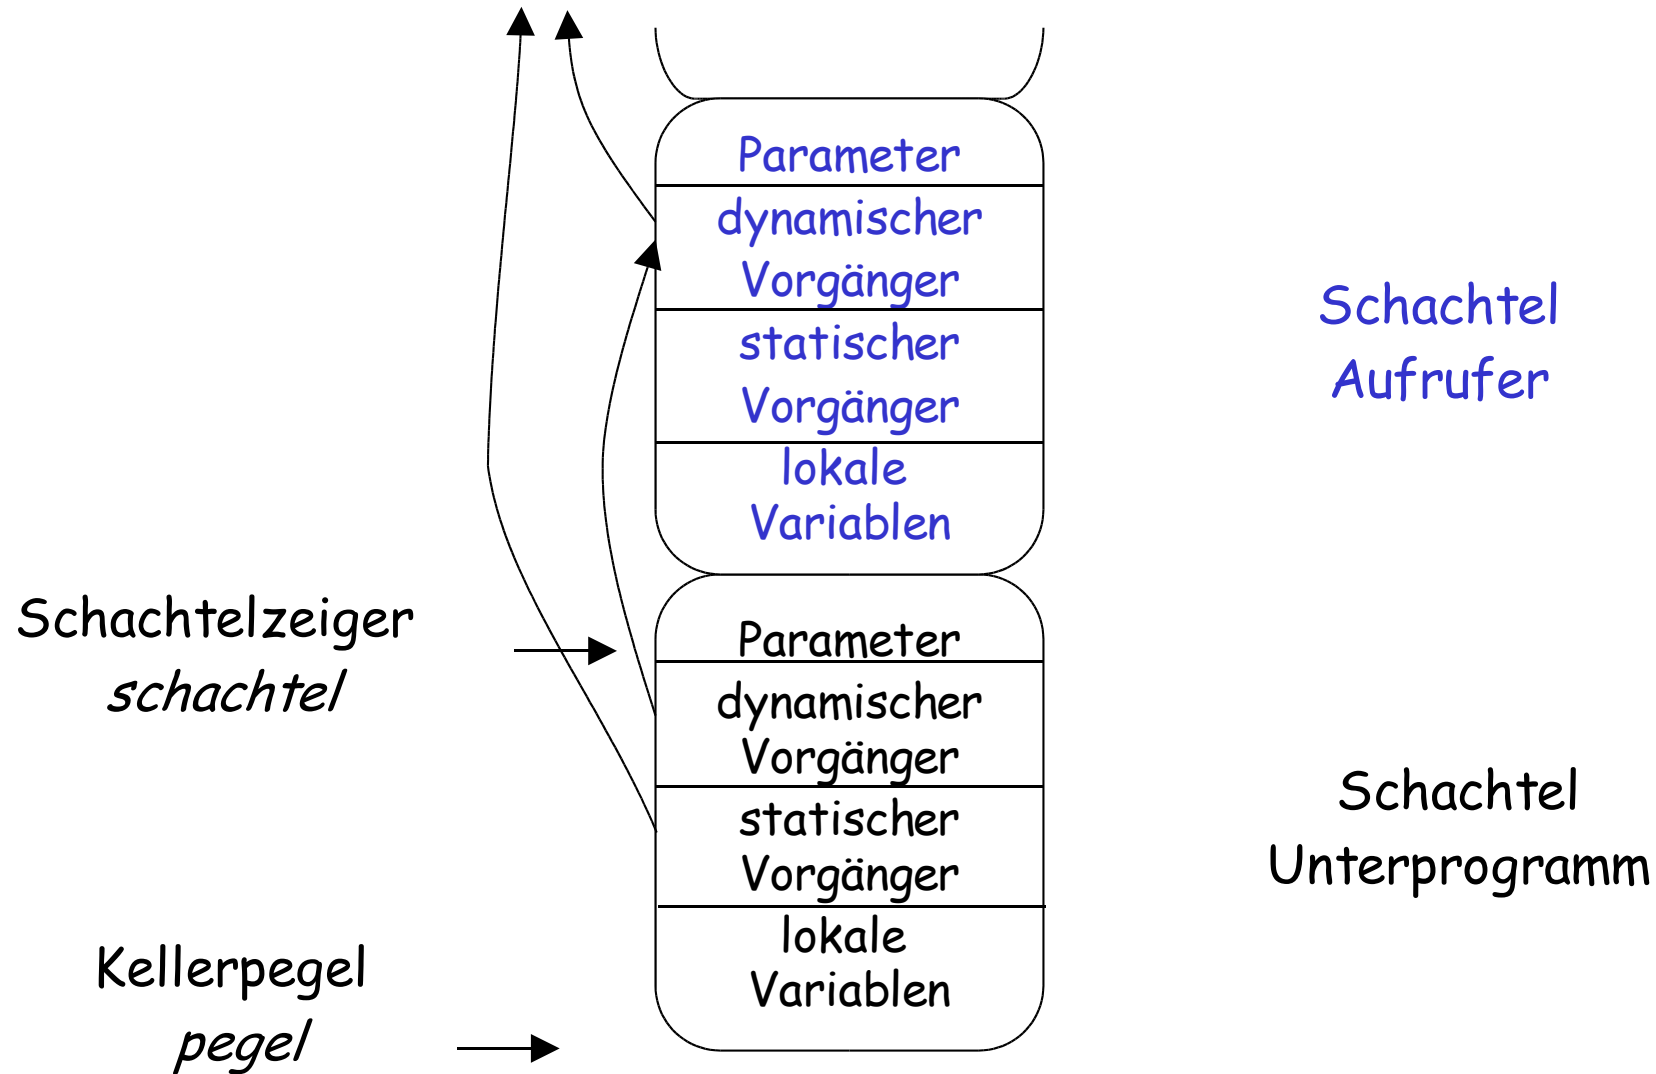 Parameter
dynamischer
Vorgänger
statischer
Vorgänger
lokale
Variablen
Schachtel
Aufrufer
Schachtelzeiger
schachtel
Parameter
dynamischer
Vorgänger
statischer
Vorgänger
lokale
Variablen
Schachtel
Unterprogramm
Kellerpegel
pegel